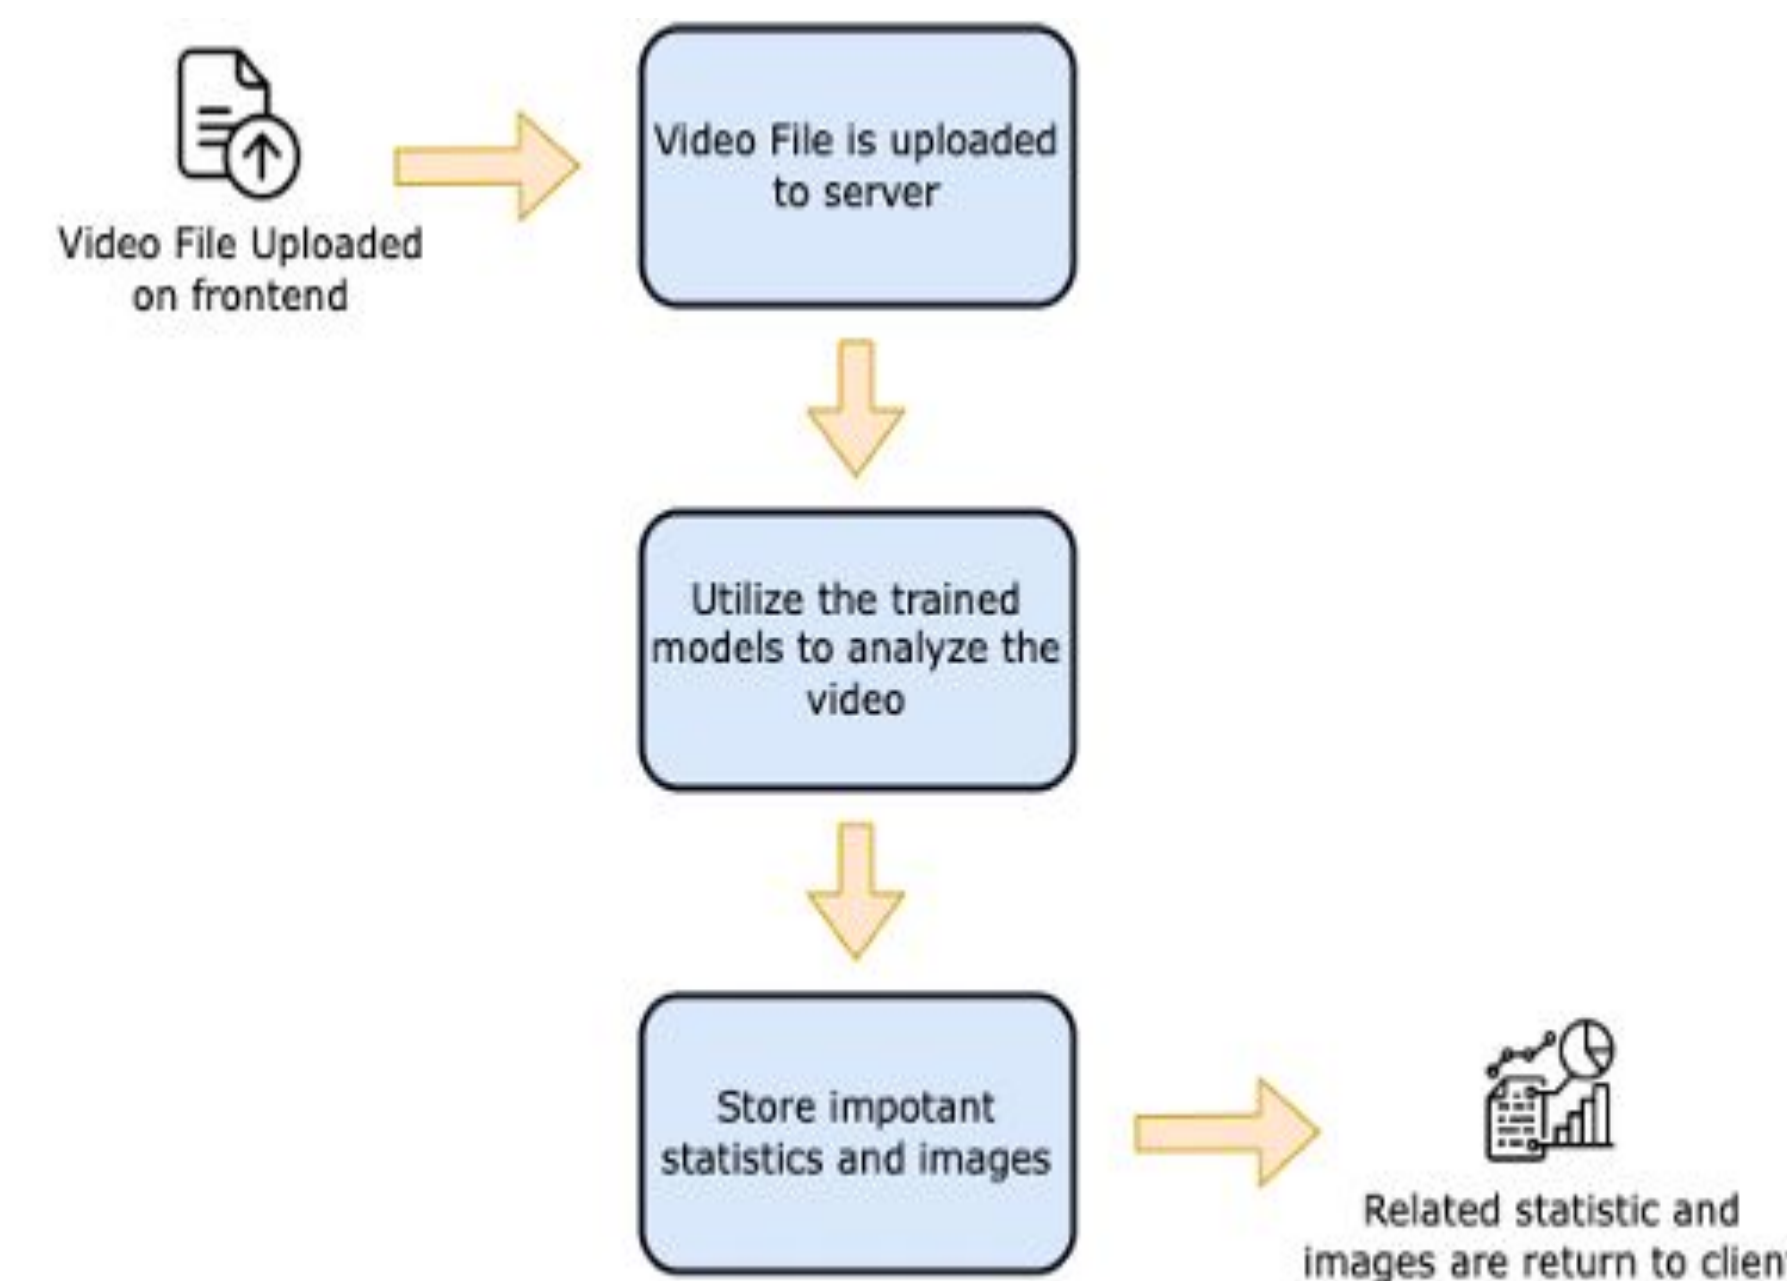 Video File Uploaded
on frontend
Video File is uploaded
to server
Utilize the trained
models to analyze the
video
Store impotant
statistics and images
Related statistic and
images are return to client